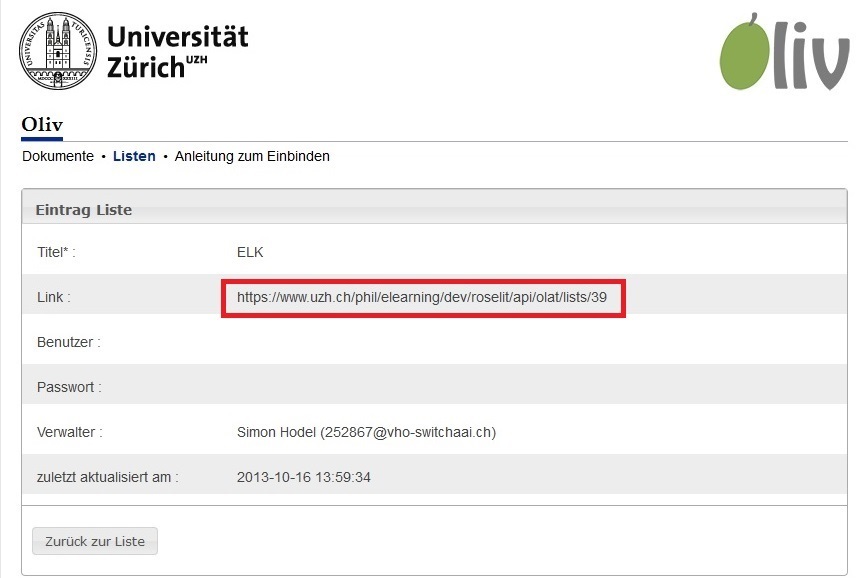 UNIVERSITAS TURICENSIS
MDCCCXXXIII
Universität
Zürich UZH
Óliv
Oliv
Dokumente • Listen • Anleitung zum Einbinden
Eintrag Liste
Titel* : ELK
Link : https://www.uzh.ch/phil/elearning/dev/roselit/api/olat/lists/39
Benutzer :
Passwort :
Verwalter : Simon Hodel (252867@vho-switchaai.ch)
zuletzt aktualisiert am : 2013-10-16 13:59:34
Zurück zur Liste